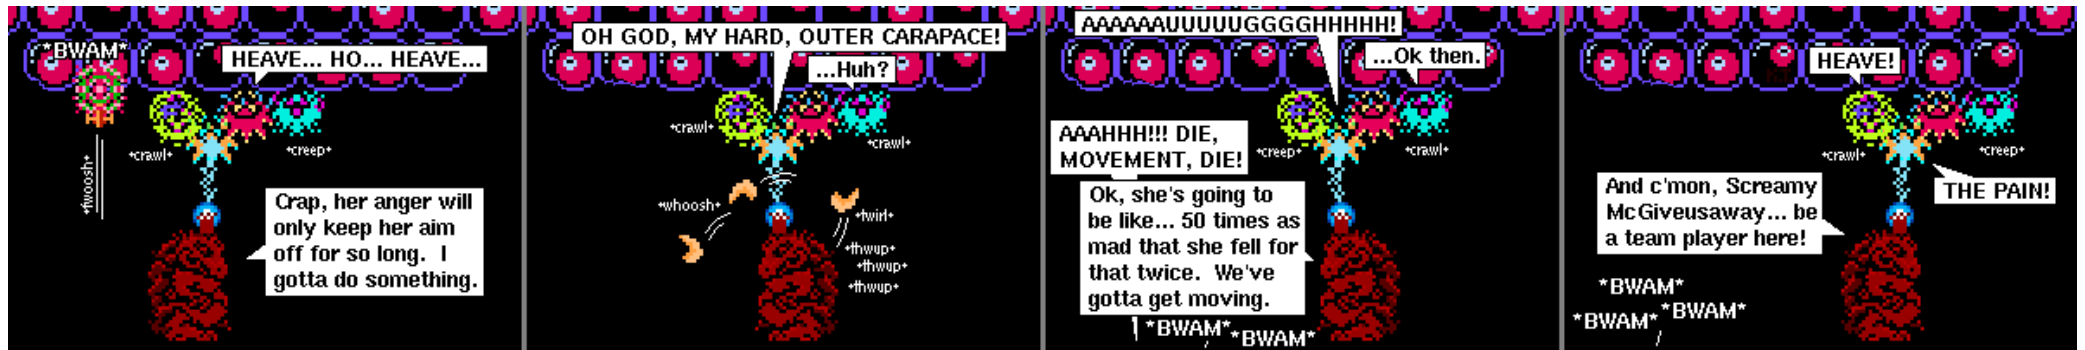 *BWAM*
HEAVE... HO... HEAVE...
*fwoosh*
*crawl*
*creep*
Crap, her anger will
only keep her aim
off for so long. I
gotta do something.
OH GOD, MY HARD, OUTER CARAPACE!
...Huh?
*crawl*
*crawl*
*whoosh*
*twirl*
*thwup*
*thwup*
*thwup*
AAAAAAUUUUUGGGGHHHHH!
...Ok then.
AAAHHH!!! DIE,
MOVEMENT, DIE!
*creep*
*crawl*
Ok, she's going to
be like... 50 times as
mad that she fell for
that twice. We've
gotta get moving.
*BWAM*
*BWAM*
HEAVE!
*crawl*
*creep*
THE PAIN!
And c'mon, Screamy
McGiveusaway... be
a team player here!
*BWAM*
*BWAM*
*BWAM*